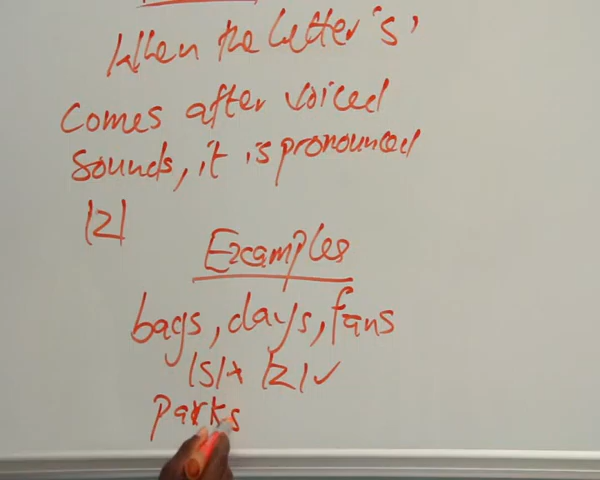 When the letter 's'
Comes after voiced
Sounds, it is pronounced
|z|
Examples
bags, days, fans
|s|× |z|✓
parks